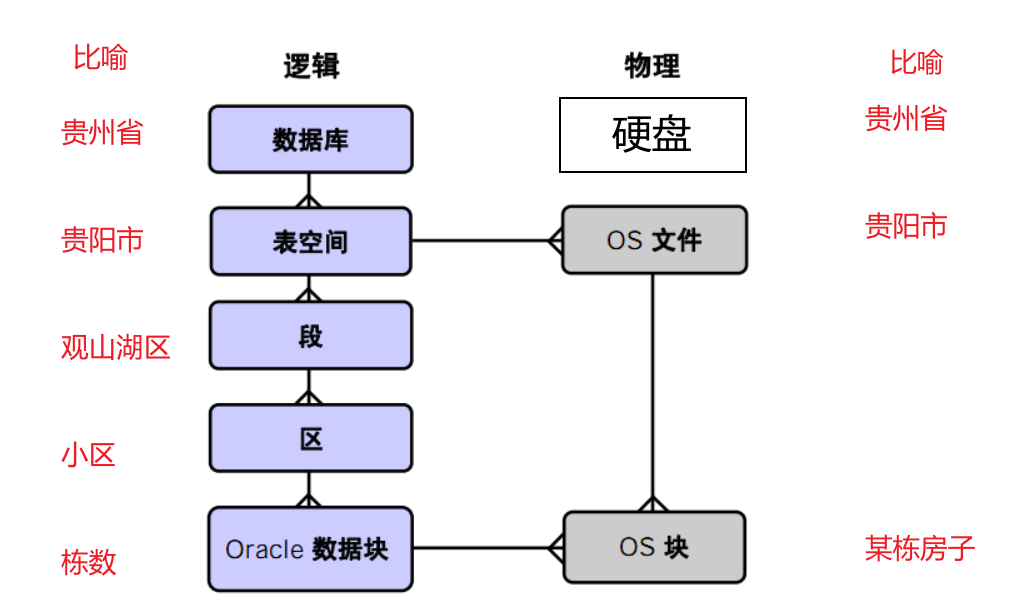 比喻
逻辑
物理
比喻
贵州省
数据库
硬盘
贵州省
贵阳市
表空间
OS 文件
贵阳市
观山湖区
段
小区
区
栋数
Oracle 数据块
OS 块
某栋房子